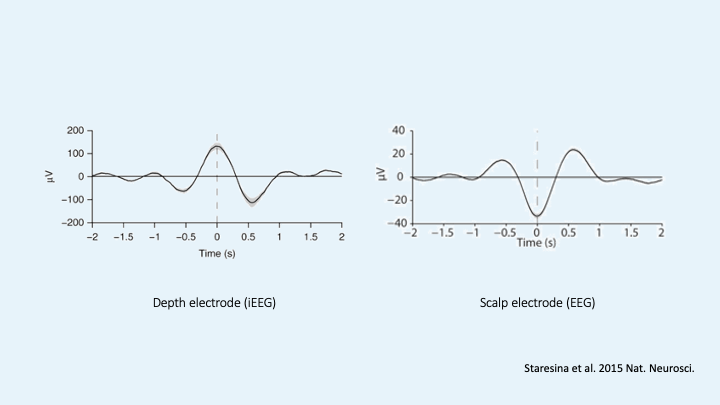 200
100
0
−100
−200
μV
−2 −1.5 −1 −0.5 0 0.5 1 1.5 2
Time (s)
40
20
0
−20
−40
μV
−2 −1.5 −1 −0.5 0 0.5 1 1.5 2
Time (s)
Depth electrode (iEEG)
Scalp electrode (EEG)
Staresina et al. 2015 Nat. Neurosci.